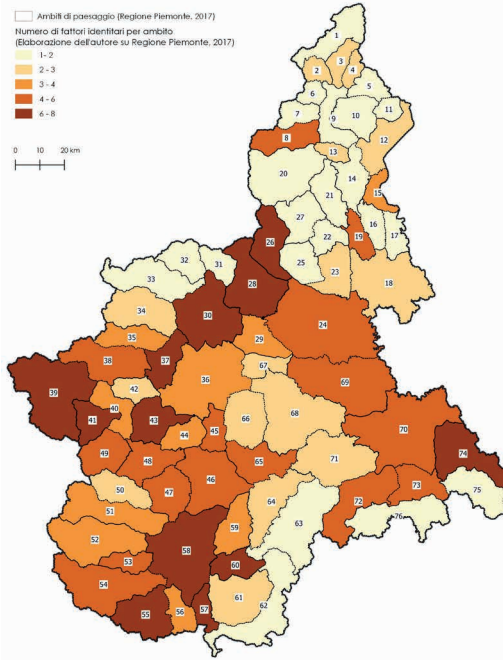 Ambiti di paesaggio (Regione Piemonte, 2017)
Numero di fattori identitari per ambito
(Elaborazione dell'autore su Regione Piemonte, 2017)
1 - 2
2 - 3
3 - 4
4 - 6
6 - 8
0 10 20 km
1
2 3 4
5
6
7 9 10 11
8 12
13
20 14
21 15
27 16
26 22 19 17
32 31 25
33 28 23 18
34 30 24
35 29
38 37 67
39 42 36 69
40
41 43 66 68 70
44 45
49 48 65 71 74
50 47 46 73 75
51 64 72
52 59 63 76
53 58
54 60
55 56 57 61 62